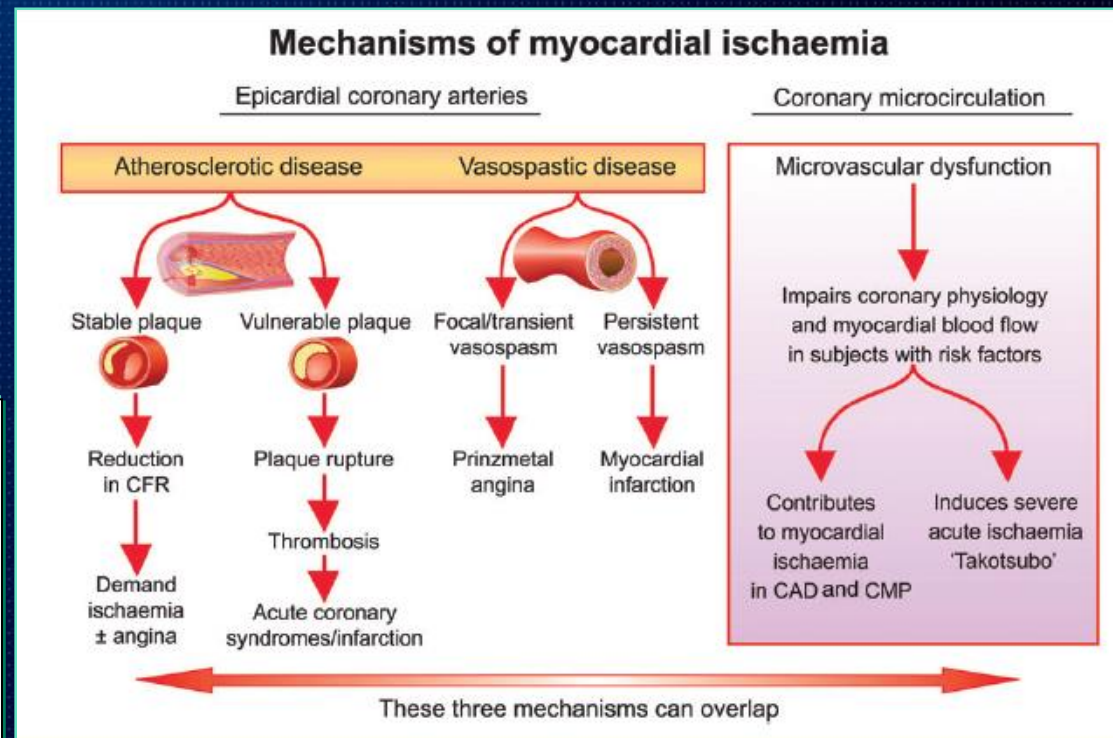 Mechanisms of myocardial ischaemia
Epicardial coronary arteries
Coronary microcirculation
Atherosclerotic disease
Vasospastic disease
Microvascular dysfunction
Stable plaque
Vulnerable plaque
Focal/transient
vasospasm
Persistent
vasospasm
Impairs coronary physiology
and myocardial blood flow
in subjects with risk factors
Reduction
in CFR
Plaque rupture
Prinzmetal
angina
Myocardial
infarction
Contributes
to myocardial
ischaemia
in CAD and CMP
Induces severe
acute ischaemia
'Takotsubo'
Thrombosis
Demand
ischaemia
± angina
Acute coronary
syndromes/infarction
These three mechanisms can overlap